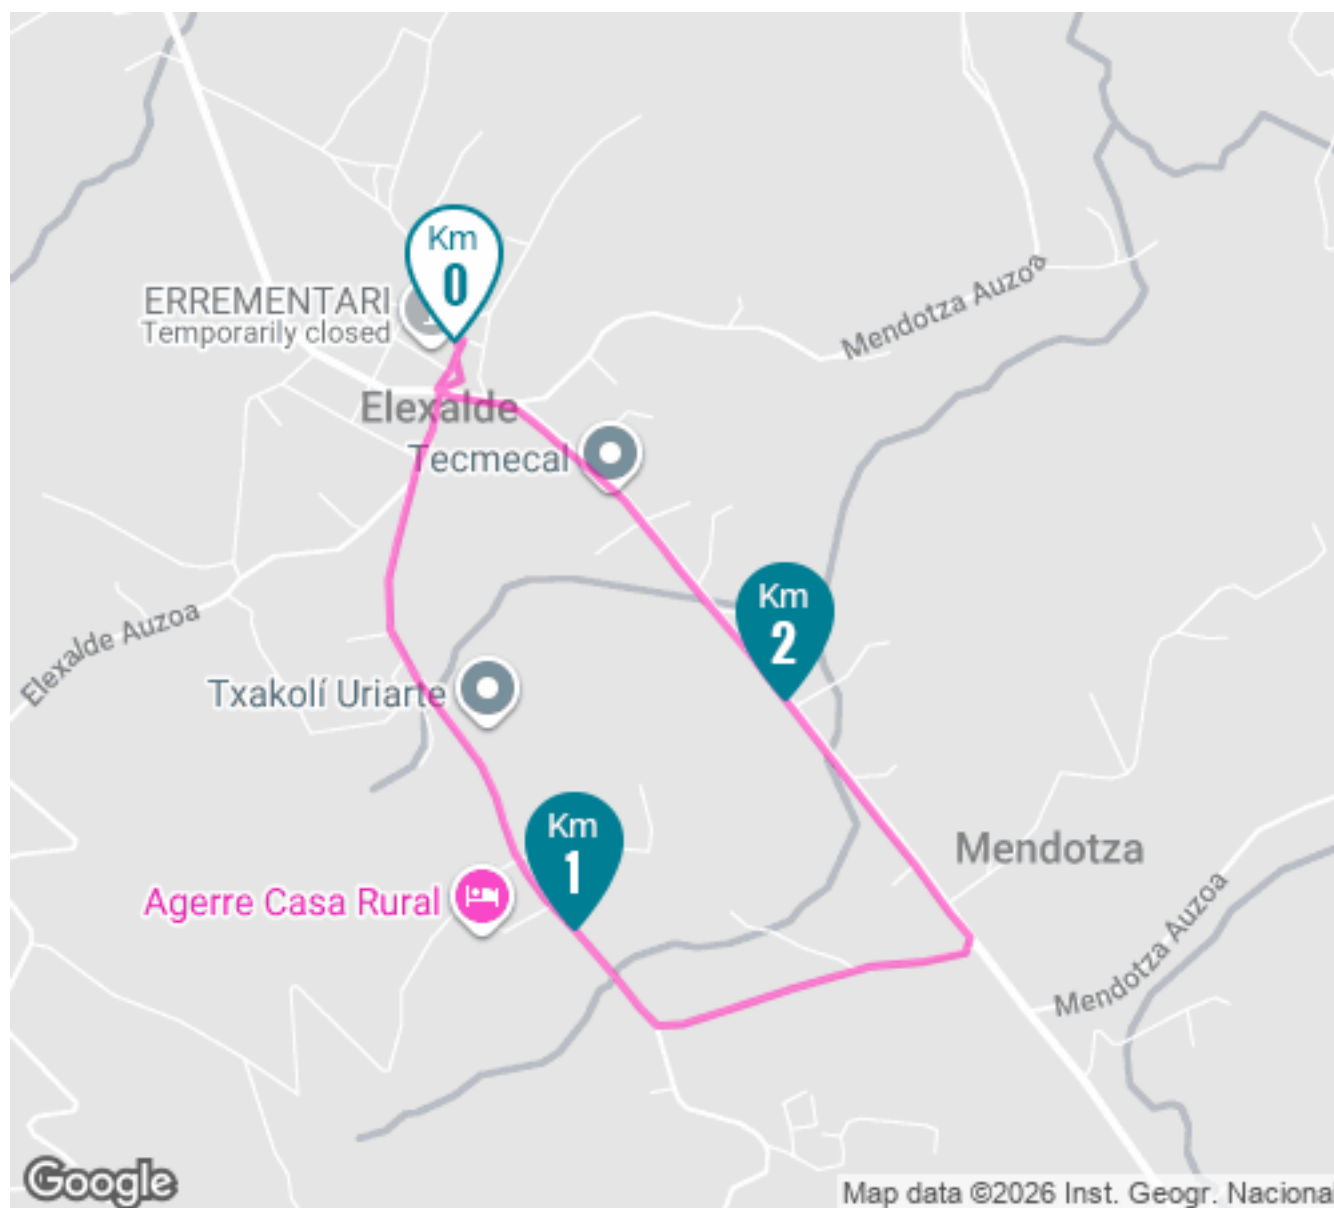 Km
0
ERREMENTARI
Temporarily closed
Mendotza Auzoa
Elexalde
Tecmecal
Km
2
Elexalde Auzoa
Txakolí Uriarte
Km
1
Mendotza
Agerre Casa Rural
Mendotza Auzoa
Google
Map data ©2026 Inst. Geogr. Nacional